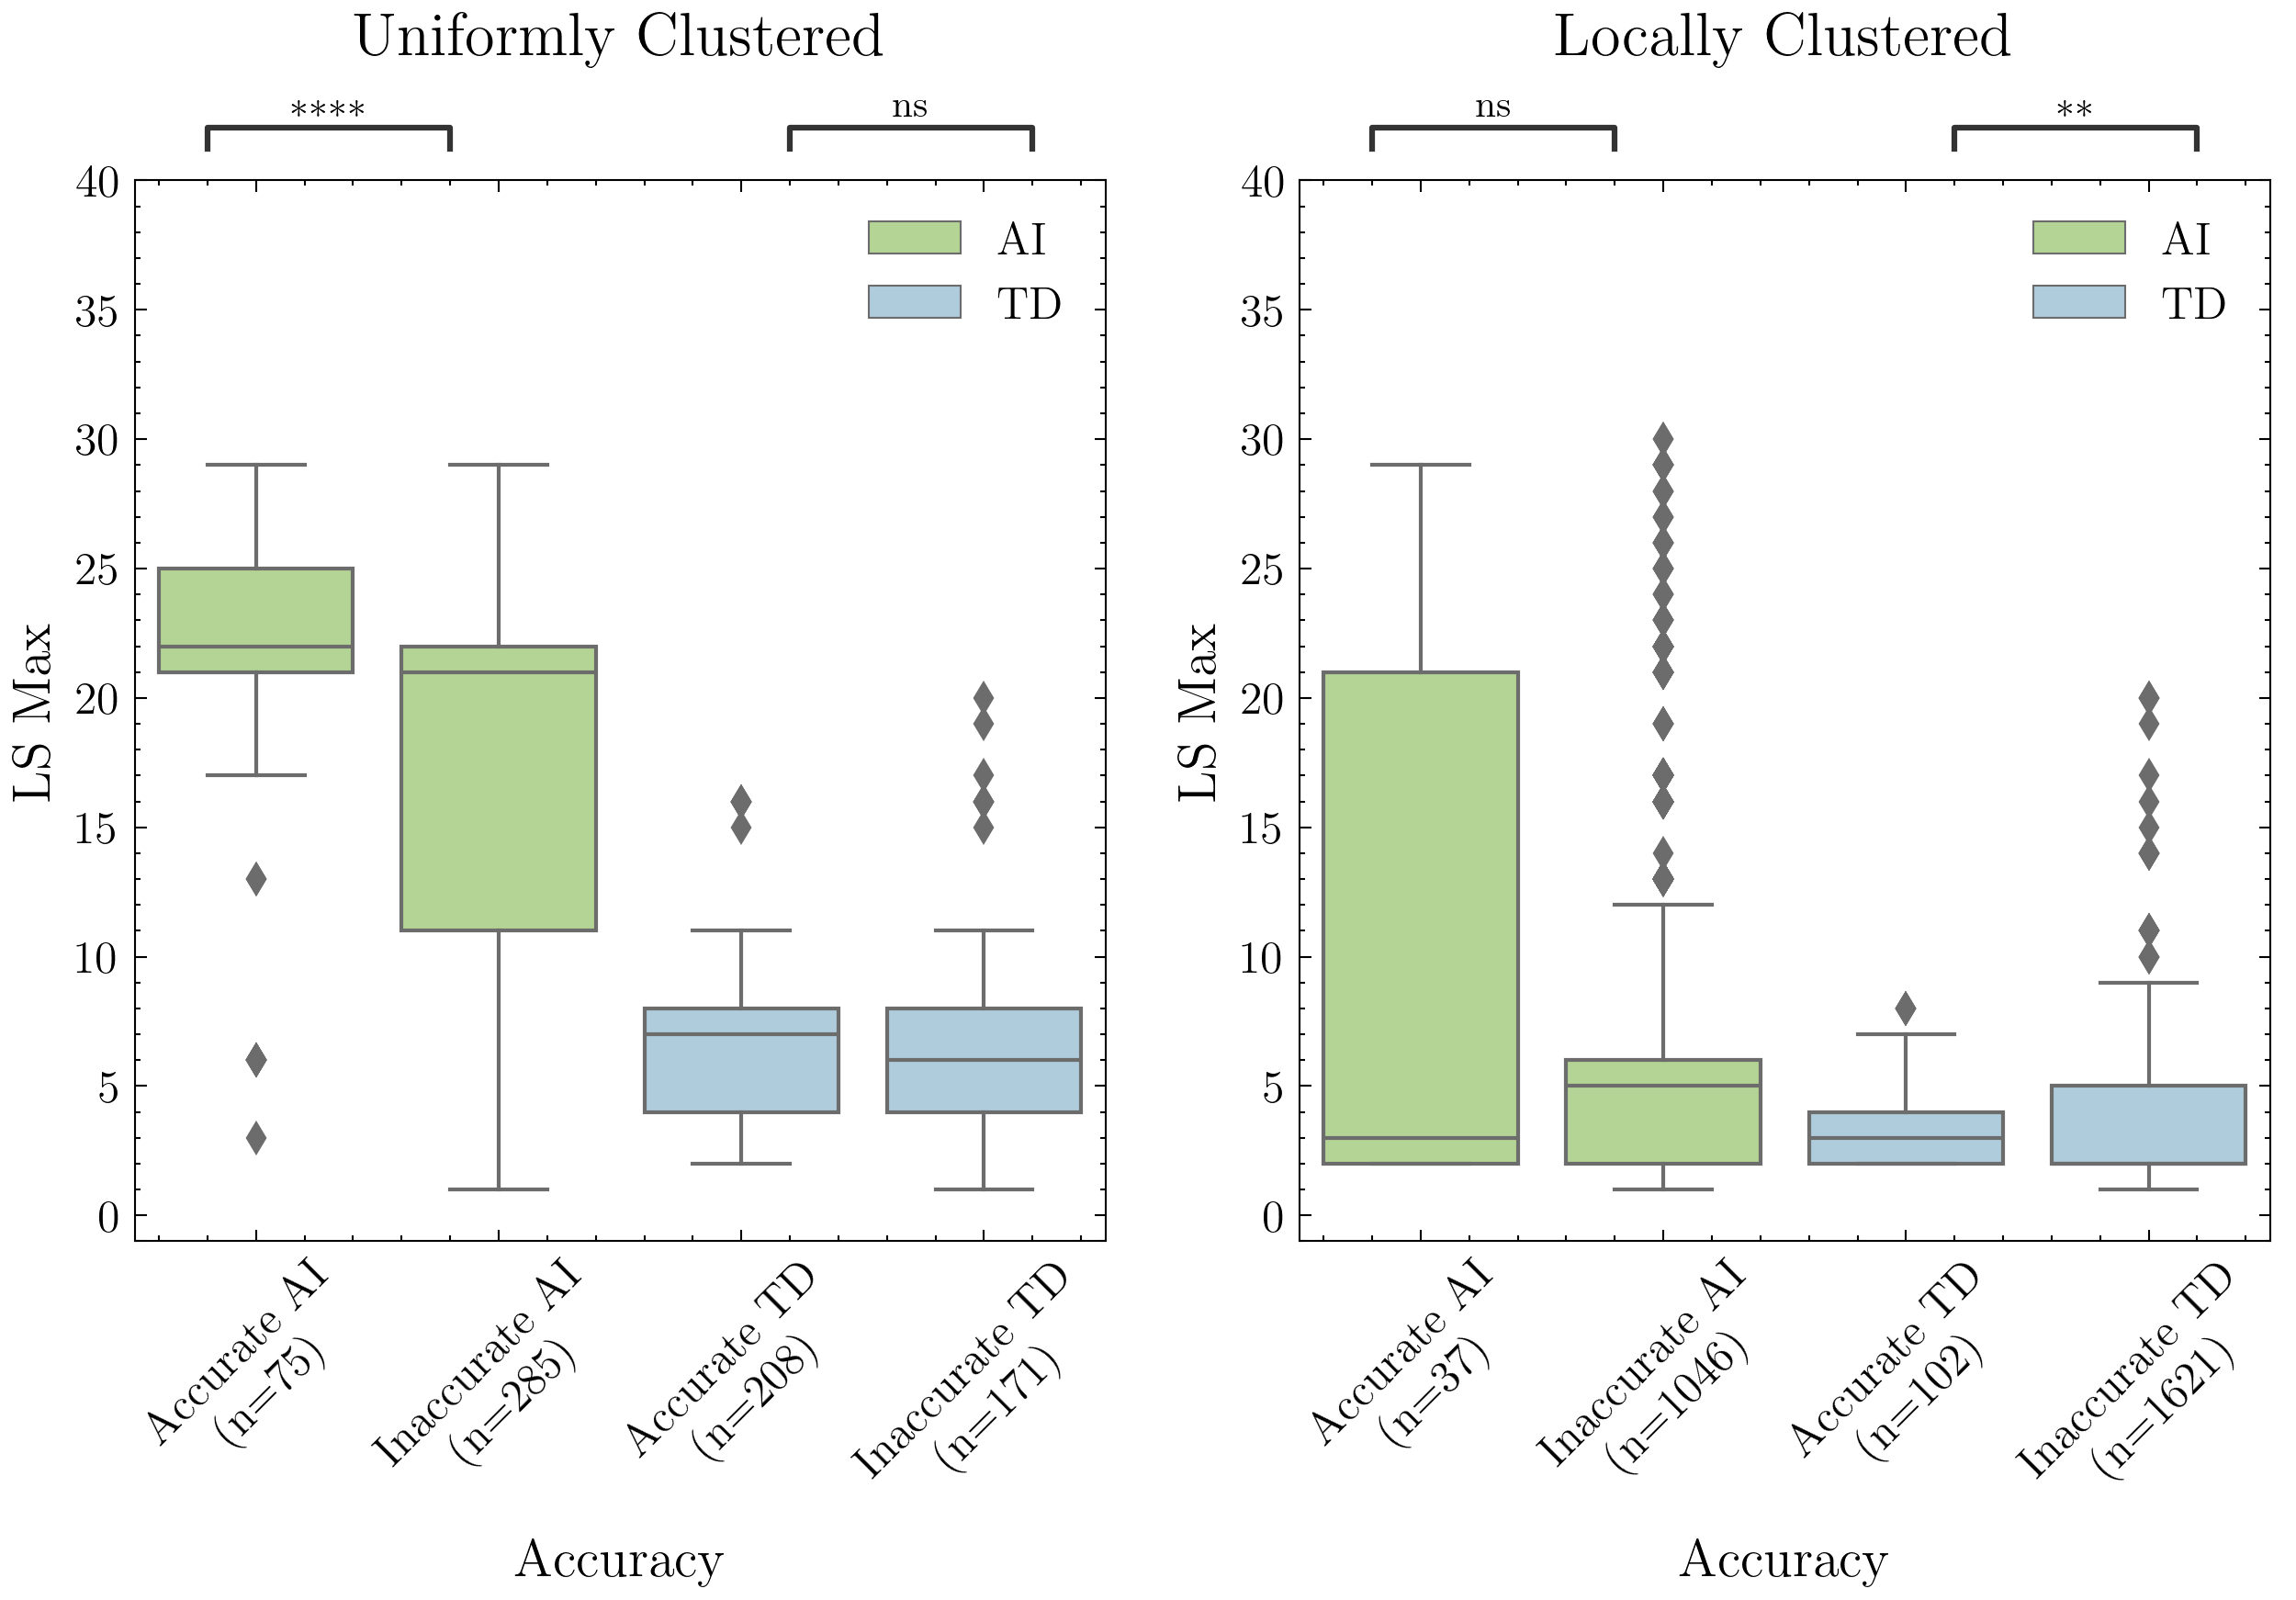 Uniformly Clustered
****
ns
40
35
30
25
20
15
10
5
0
LS Max
AI
TD
Accurate AI
(n=75)
Inaccurate AI
(n=285)
Accurate TD
(n=208)
Inaccurate TD
(n=171)
Accuracy
Locally Clustered
ns
**
40
35
30
25
20
15
10
5
0
LS Max
AI
TD
Accurate AI
(n=37)
Inaccurate AI
(n=1046)
Accurate TD
(n=102)
Inaccurate TD
(n=1621)
Accuracy